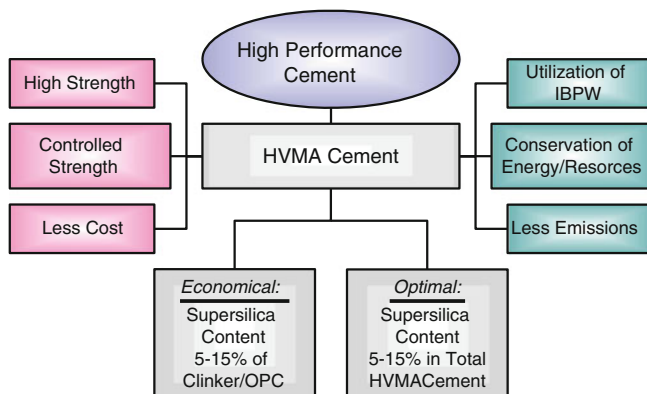 High Performance
Cement
High Strength
Controlled
Strength
Less Cost
HVMA Cement
Utilization of
IBPW
Conservation of
Energy/Resorces
Less Emissions
Economical:
Supersilica
Content
5-15% of
Clinker/OPC
Optimal:
Supersilica
Content
5-15% in Total
HVMACement